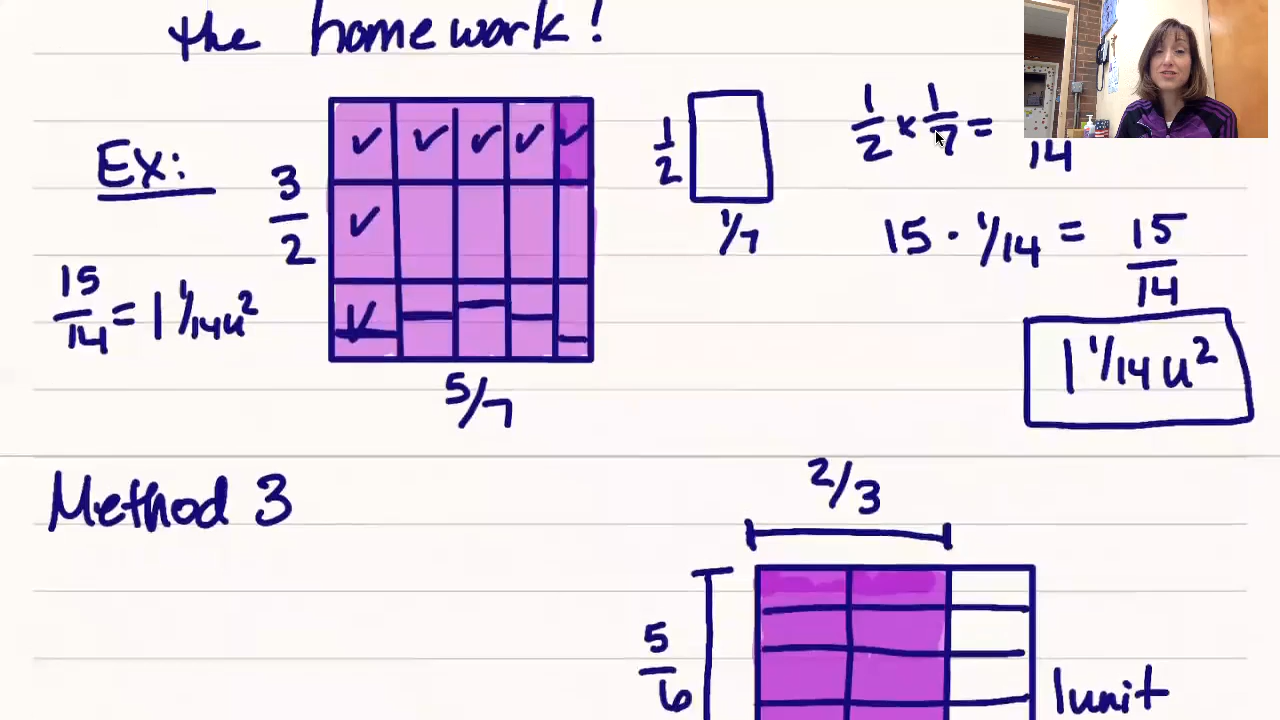 the homework!
EX:
3/2
5/7
15/14 = 1 1/14 u²
1/2
1/7
1/2 × 1/7 =
14
15 · 1/14 = 15/14
1 1/14 u²
Method 3
2/3
5/6
1unit